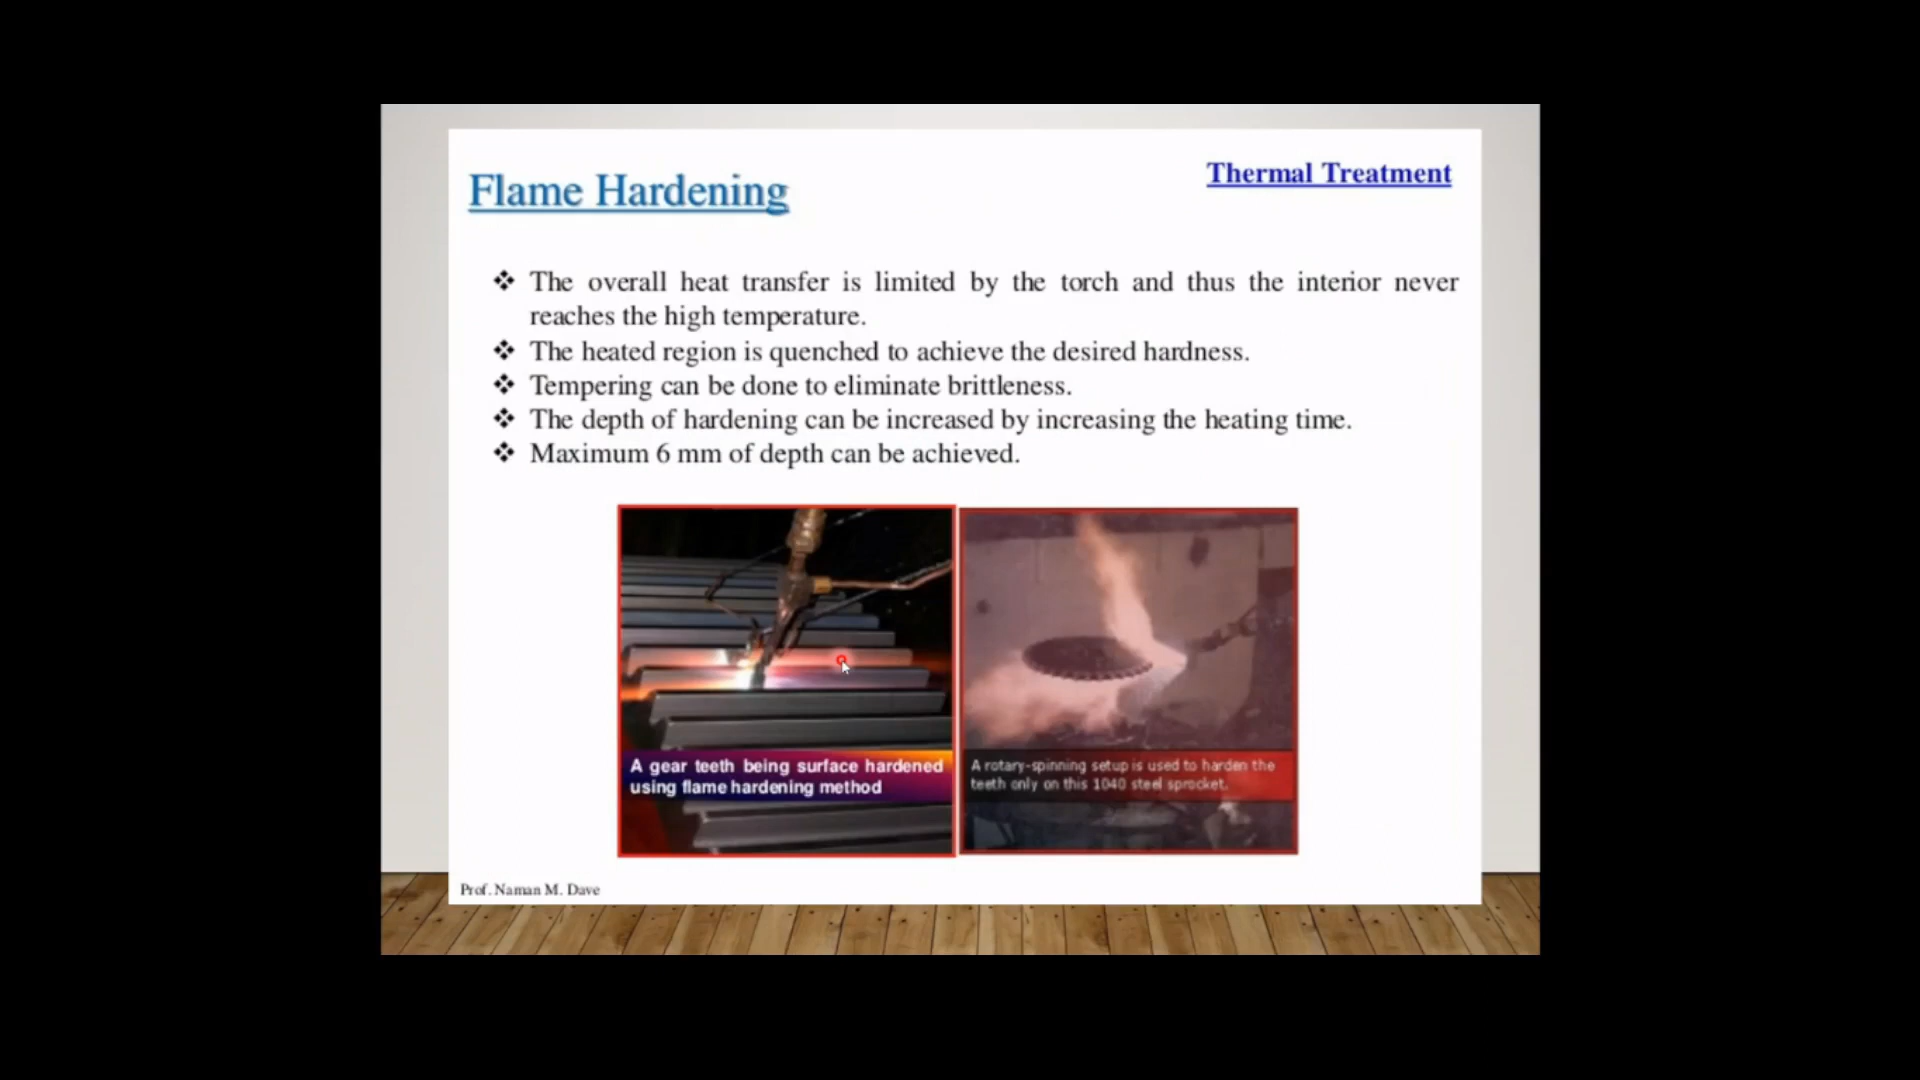 Flame Hardening
Thermal Treatment
❖ The overall heat transfer is limited by the torch and thus the interior never
reaches the high temperature.
❖ The heated region is quenched to achieve the desired hardness.
❖ Tempering can be done to eliminate brittleness.
❖ The depth of hardening can be increased by increasing the heating time.
❖ Maximum 6 mm of depth can be achieved.
A gear teeth being surface hardened
using flame hardening method
A rotary-spinning setup is used to harden the
teeth only on this 1040 steel sprocket.
Prof. Naman M. Dave